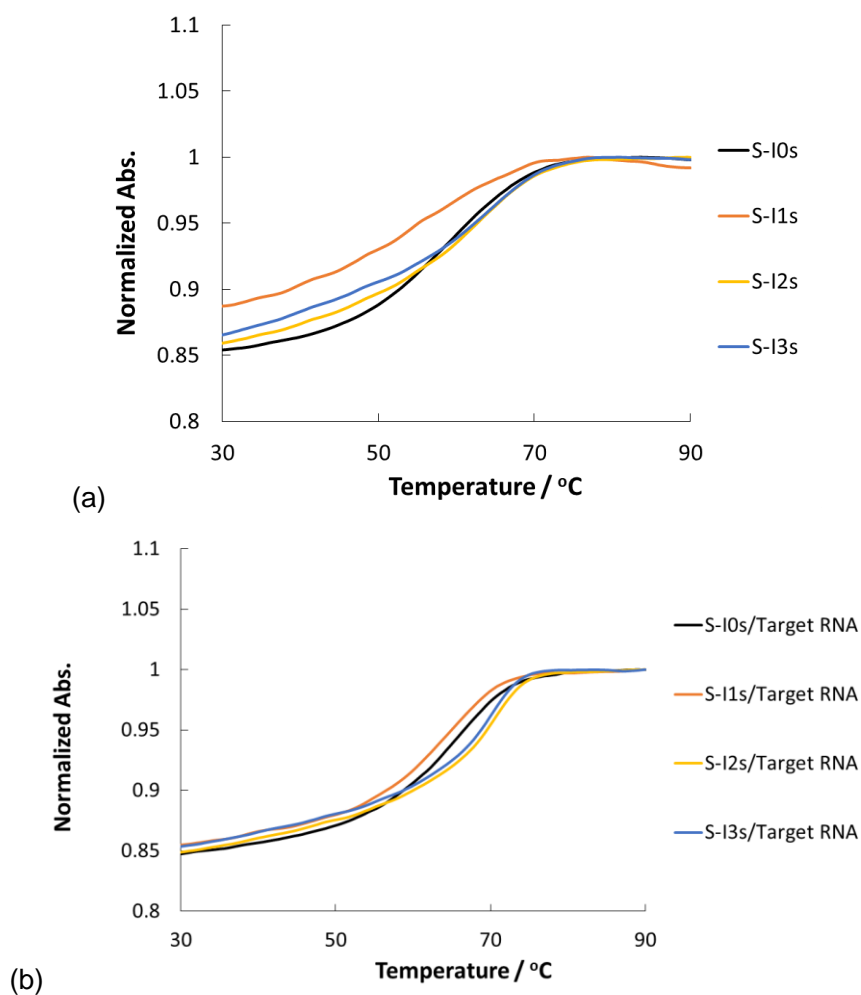 1.1
1.05
1
0.95
0.9
0.85
0.8
Normalized Abs.
30
50
70
90
Temperature / °C
S-I0s
S-I1s
S-I2s
S-I3s
(a)
1.1
1.05
1
0.95
0.9
0.85
0.8
Normalized Abs.
30
50
70
90
Temperature / °C
S-I0s/Target RNA
S-I1s/Target RNA
S-I2s/Target RNA
S-I3s/Target RNA
(b)